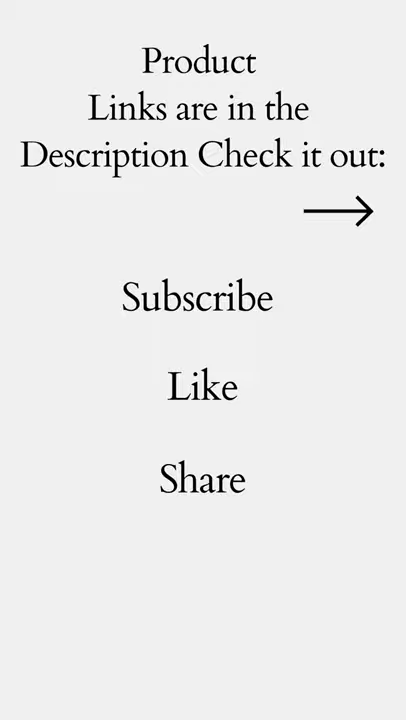 Product
Links are in the
Description Check it out:
Subscribe
Like
Share